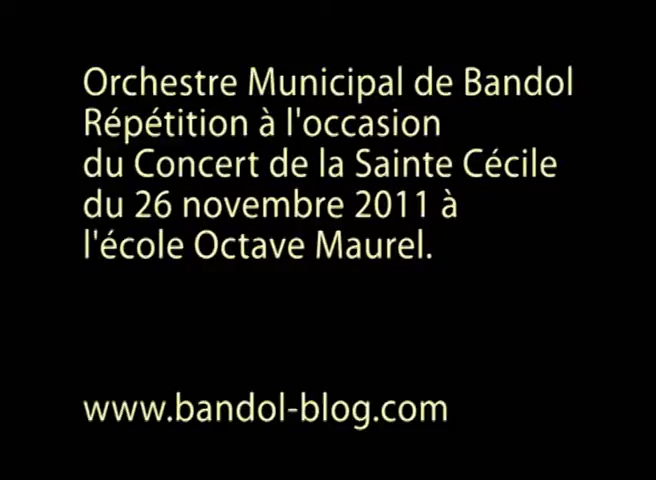 Orchestre Municipal de Bandol
Répétition à l'occasion
du Concert de la Sainte Cécile
du 26 novembre 2011 à
l'école Octave Maurel.
www.bandol-blog.com